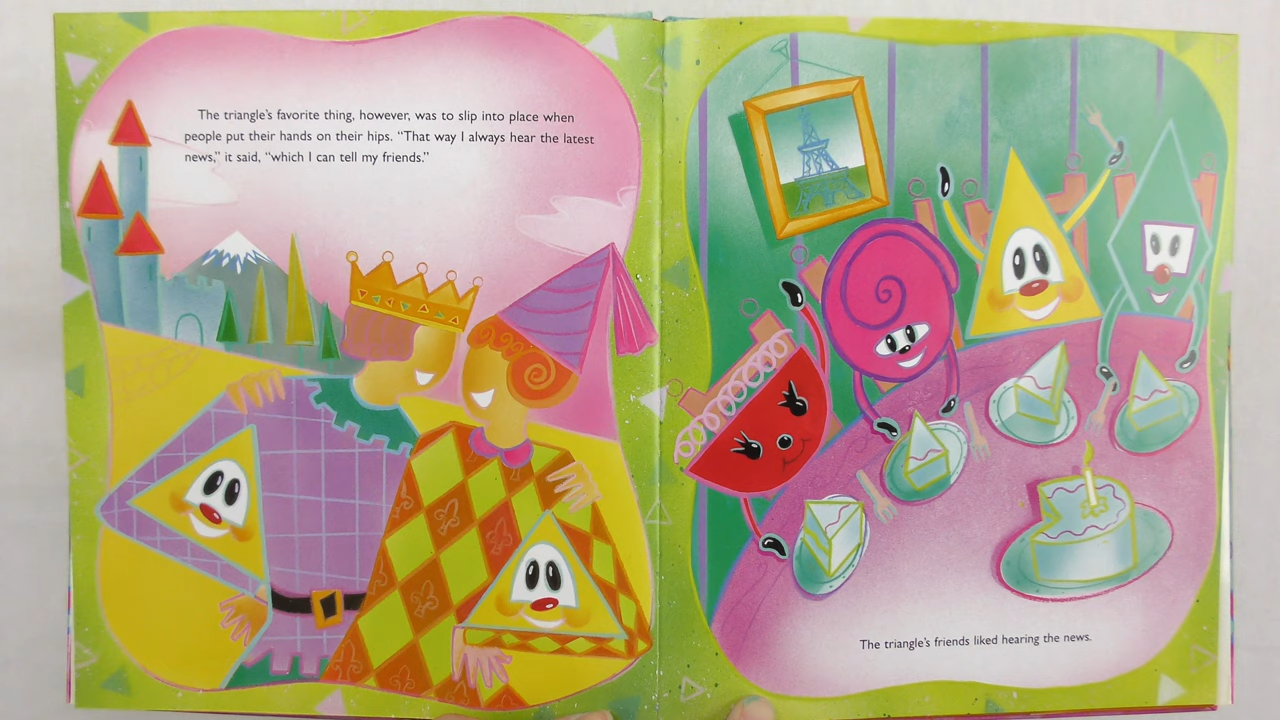 The triangle’s favorite thing, however, was to slip into place when
people put their hands on their hips. “That way I always hear the latest
news,” it said, “which I can tell my friends.”
The triangle’s friends liked hearing the news.